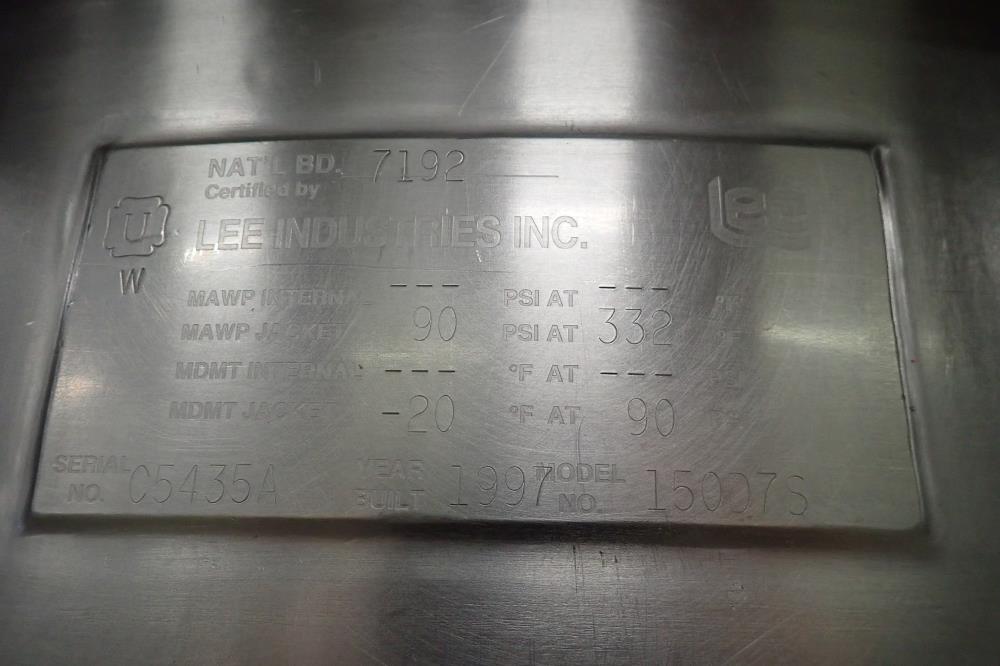 NAT'L BD. 7192
Certified by
U
LEE INDUSTRIES INC.
Lee
W
MAWP INTERNAL --- PSI AT --- °F
MAWP JACKET 90 PSI AT 332 °F
MDMT INTERNAL --- °F AT ---
MDMT JACKET -20 °F AT 90
SERIAL NO. C5435A YEAR BUILT 1997 MODEL NO. 150D7S